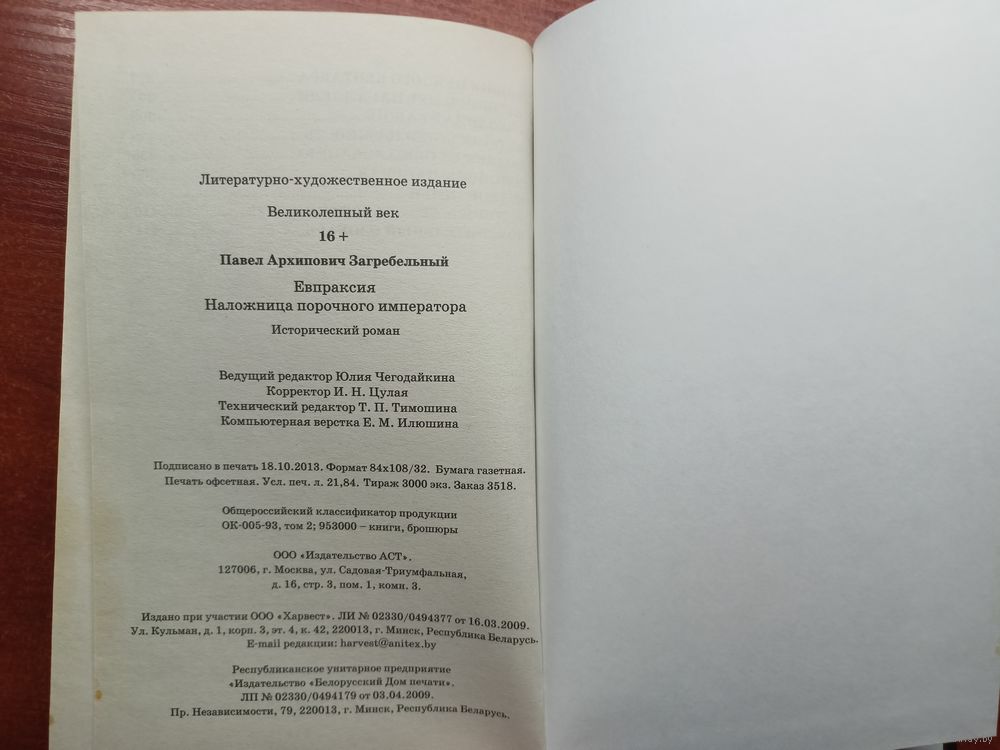 Литературно-художественное издание
Великолепный век
16+
Павел Архипович Загребельный
Евпраксия
Наложница порочного императора
Исторический роман
Ведущий редактор Юлия Чегодайкина
Корректор И. Н. Цулая
Технический редактор Т. П. Тимошина
Компьютерная верстка Е. М. Илюшина
Подписано в печать 18.10.2013. Формат 84х108/32. Бумага газетная.
Печать офсетная. Усл. печ. л. 21,84. Тираж 3000 экз. Заказ 3518.
Общероссийский классификатор продукции
ОК-005-93, том 2; 953000 – книги, брошюры
ООО «Издательство АСТ».
127006, г. Москва, ул. Садовая-Триумфальная,
д. 16, стр. 3, пом. 1, комн. 3.
Издано при участии ООО «Харвест». ЛИ № 02330/0494377 от 16.03.2009.
Ул. Кульман, д. 1, корп. 3, эт. 4, к. 42, 220013, г. Минск, Республика Беларусь.
E-mail редакции: harvest@anitex.by
Республиканское унитарное предприятие
«Издательство «Белорусский Дом печати».
ЛП № 02330/0494179 от 03.04.2009.
Пр. Независимости, 79, 220013, г. Минск, Республика Беларусь.